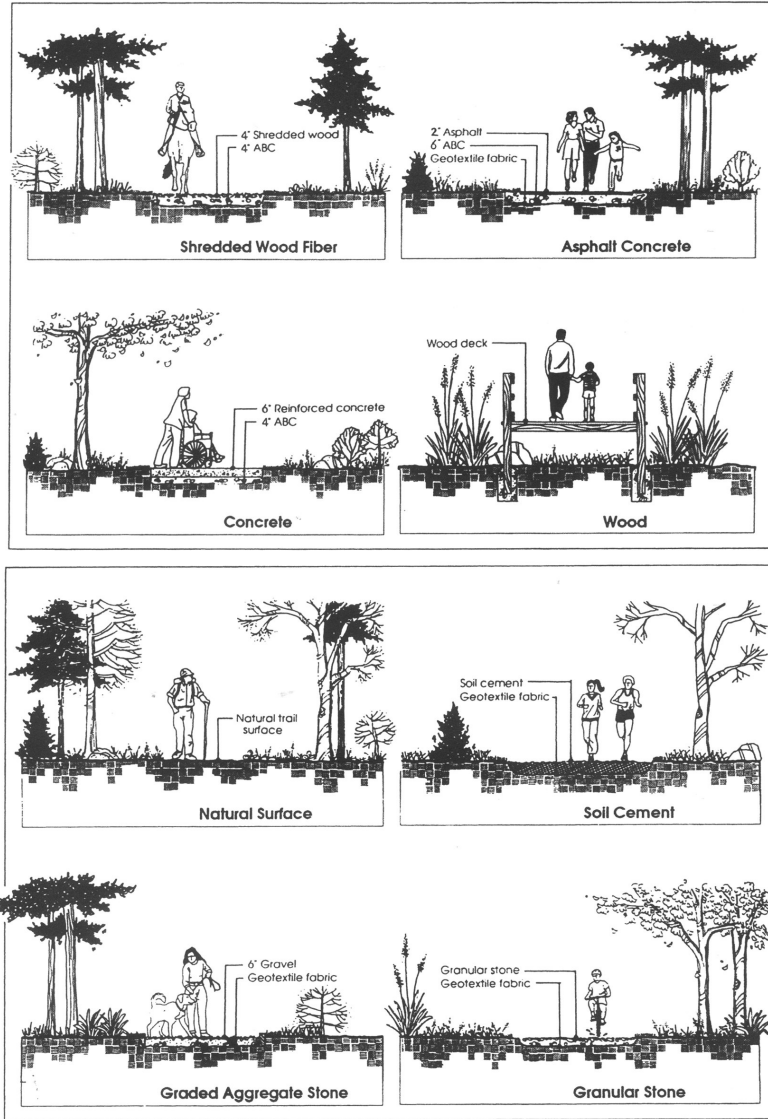 4" Shredded wood
4" ABC
Shredded Wood Fiber
2" Asphalt
6" ABC
Geotextile fabric
Asphalt Concrete
6" Reinforced concrete
4" ABC
Concrete
Wood deck
Wood
Natural trail
surface
Natural Surface
Soil cement
Geotextile fabric
Soil Cement
6" Gravel
Geotextile fabric
Graded Aggregate Stone
Granular stone
Geotextile fabric
Granular Stone